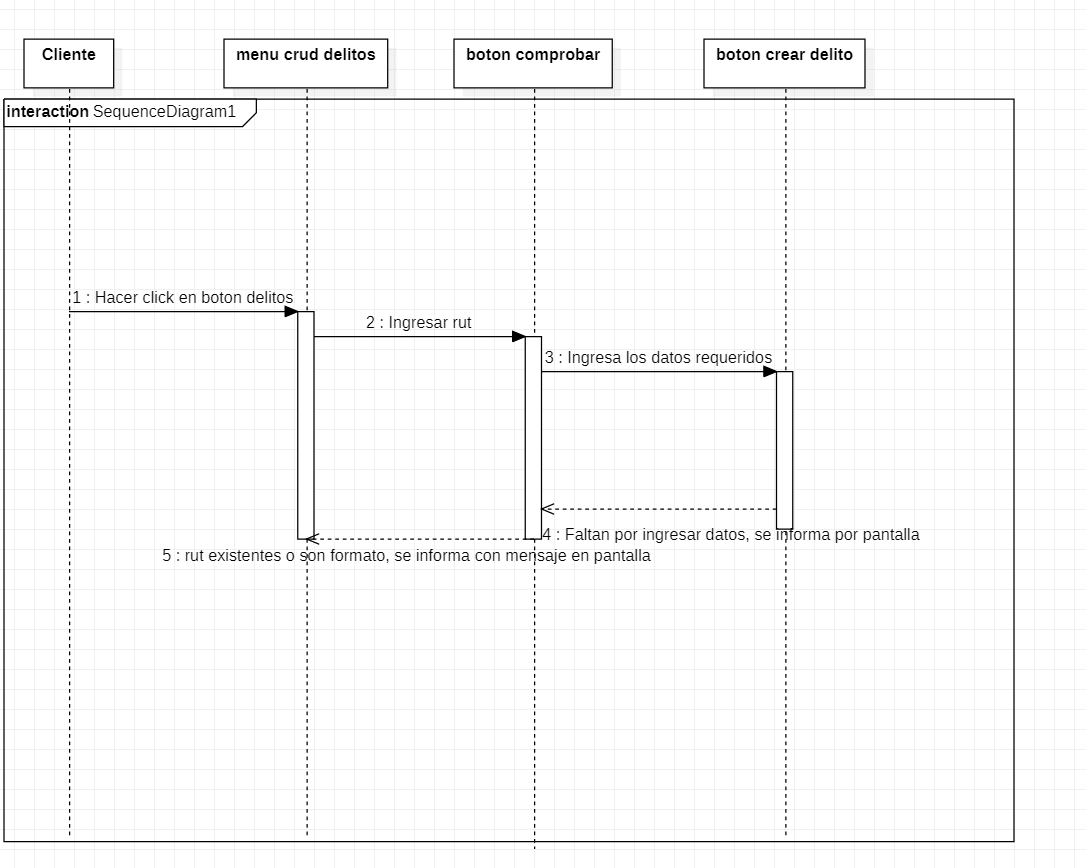 Cliente
menu crud delitos
boton comprobar
boton crear delito
interaction SequenceDiagram1
1 : Hacer click en boton delitos
2 : Ingresar rut
3 : Ingresa los datos requeridos
4 : Faltan por ingresar datos, se informa por pantalla
5 : rut existentes o son formato, se informa con mensaje en pantalla